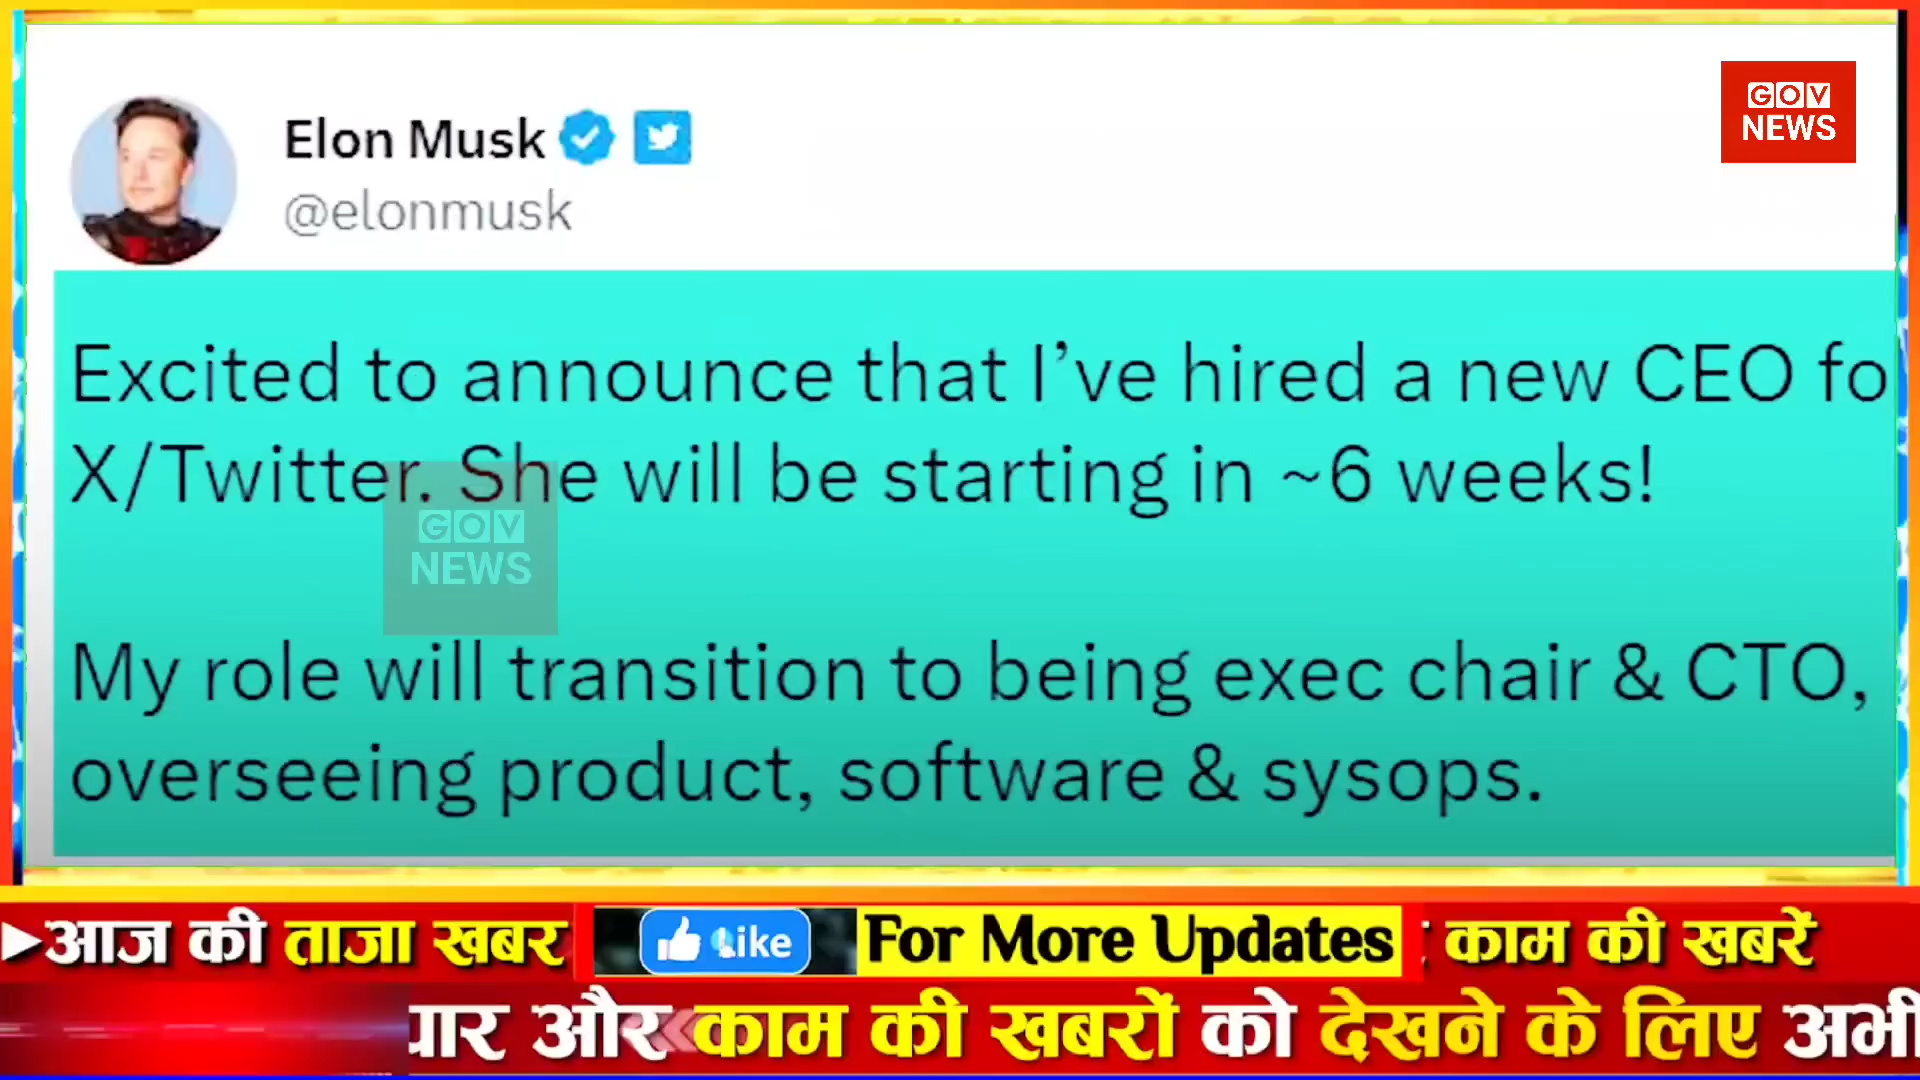 GOV
NEWS
Elon Musk
@elonmusk
Excited to announce that I’ve hired a new CEO fo
X/Twitter. She will be starting in ~6 weeks!
GOV
NEWS
My role will transition to being exec chair & CTO,
overseeing product, software & sysops.
आज की ताजा खबर Like For More Updates काम की खबरें
और काम की खबरों को देखने के लिए अभी